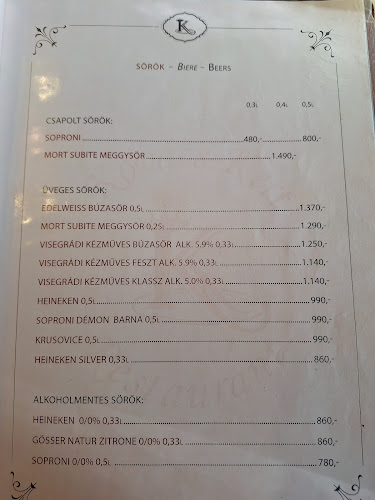 K
SÖRÖK - BIERE - BEERS
0,3L 0,4L 0,5L
CSAPOLT SÖRÖK:
SOPRONI 480,- 800,-
MORT SUBITE MEGGYSÖR 1.490,-
ÜVEGES SÖRÖK:
EDELWEISS BÚZASÖR 0,5L 1.370,-
MORT SUBITE MEGGYSÖR 0,25L 1.290,-
VISEGRÁDI KÉZMŰVES BÚZASÖR ALK. 5.9% 0,33L 1.250,-
VISEGRÁDI KÉZMŰVES FESZT ALK. 5.9% 0,33L 1.140,-
VISEGRÁDI KÉZMŰVES KLASSZ ALK. 5.0% 0,33L 1.140,-
HEINEKEN 0,5L 990,-
SOPRONI DÉMON BARNA 0,5L 990,-
KRUSOVICE 0,5L 990,-
HEINEKEN SILVER 0,33L 860,-
ALKOHOLMENTES SÖRÖK:
HEINEKEN 0/0% 0,33L 860,-
GÖSSER NATUR ZITRONE 0/0% 0,33L 860,-
SOPRONI 0/0% 0,5L 780,-